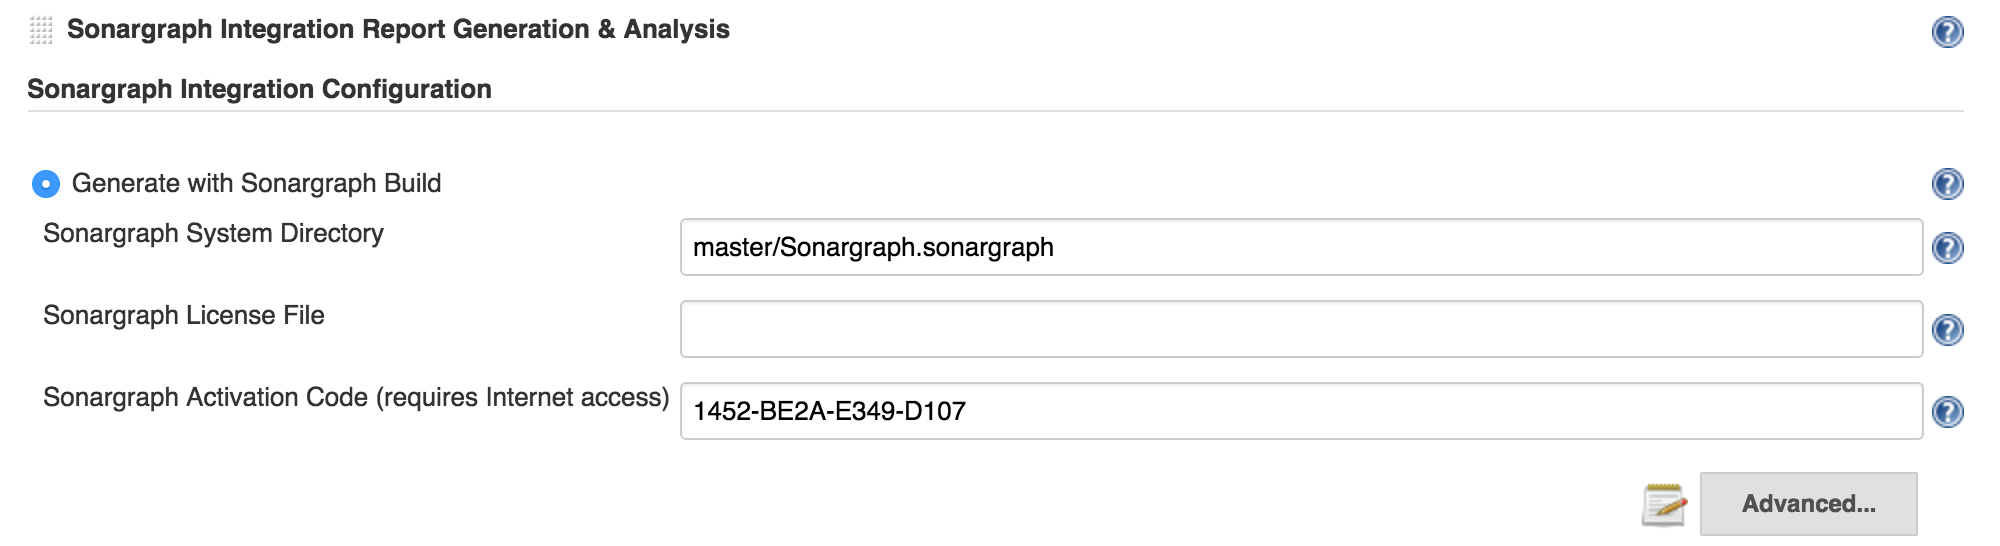 Sonargraph Integration Report Generation & Analysis
Sonargraph Integration Configuration
Generate with Sonargraph Build
Sonargraph System Directory
master/Sonargraph.sonargraph
Sonargraph License File
Sonargraph Activation Code (requires Internet access)
1452-BE2A-E349-D107
Advanced...